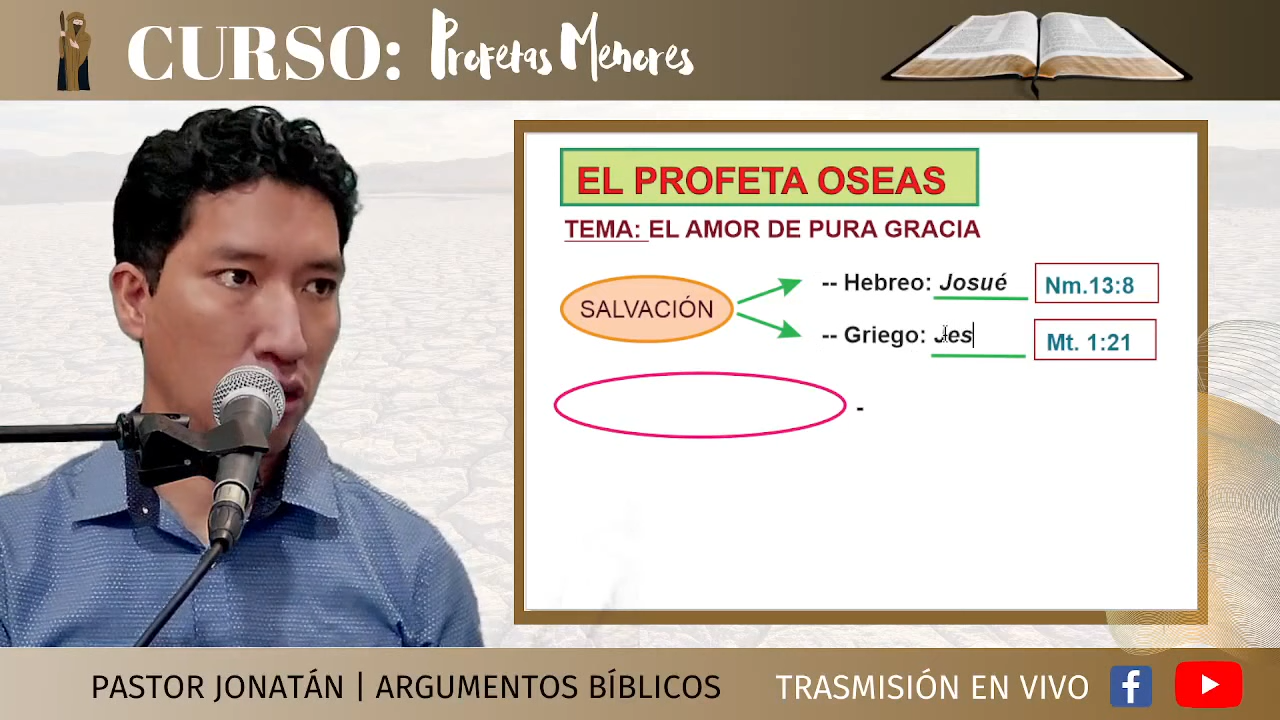 CURSO: Profetas Menores
EL PROFETA OSEAS
TEMA: EL AMOR DE PURA GRACIA
SALVACIÓN
-- Hebreo: Josué
Nm.13:8
-- Griego: Jes
Mt. 1:21
-
PASTOR JONATÁN | ARGUMENTOS BÍBLICOS
TRASMISIÓN EN VIVO